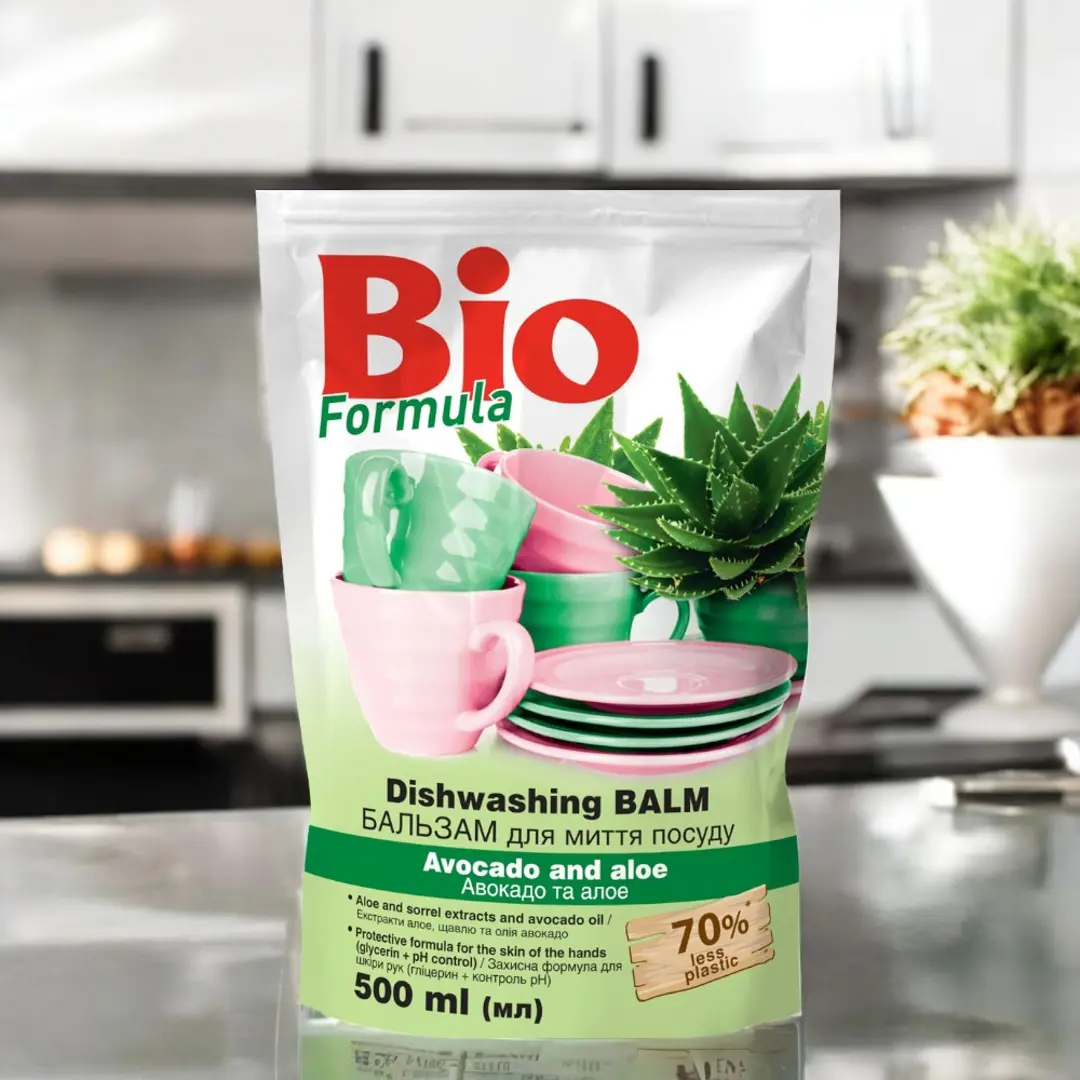 Bio
Formula
Dishwashing BALM
БАЛЬЗАМ для миття посуду
Avocado and aloe
Авокадо та алое
• Aloe and sorrel extracts and avocado oil /
Екстракти алое, щавлю та олія авокадо
• Protective formula for the skin of the hands
(glycerin + pH control) / Захисна формула для
шкіри рук (гліцерин + контроль pH)
70%*
less
plastic
500 ml (мл)